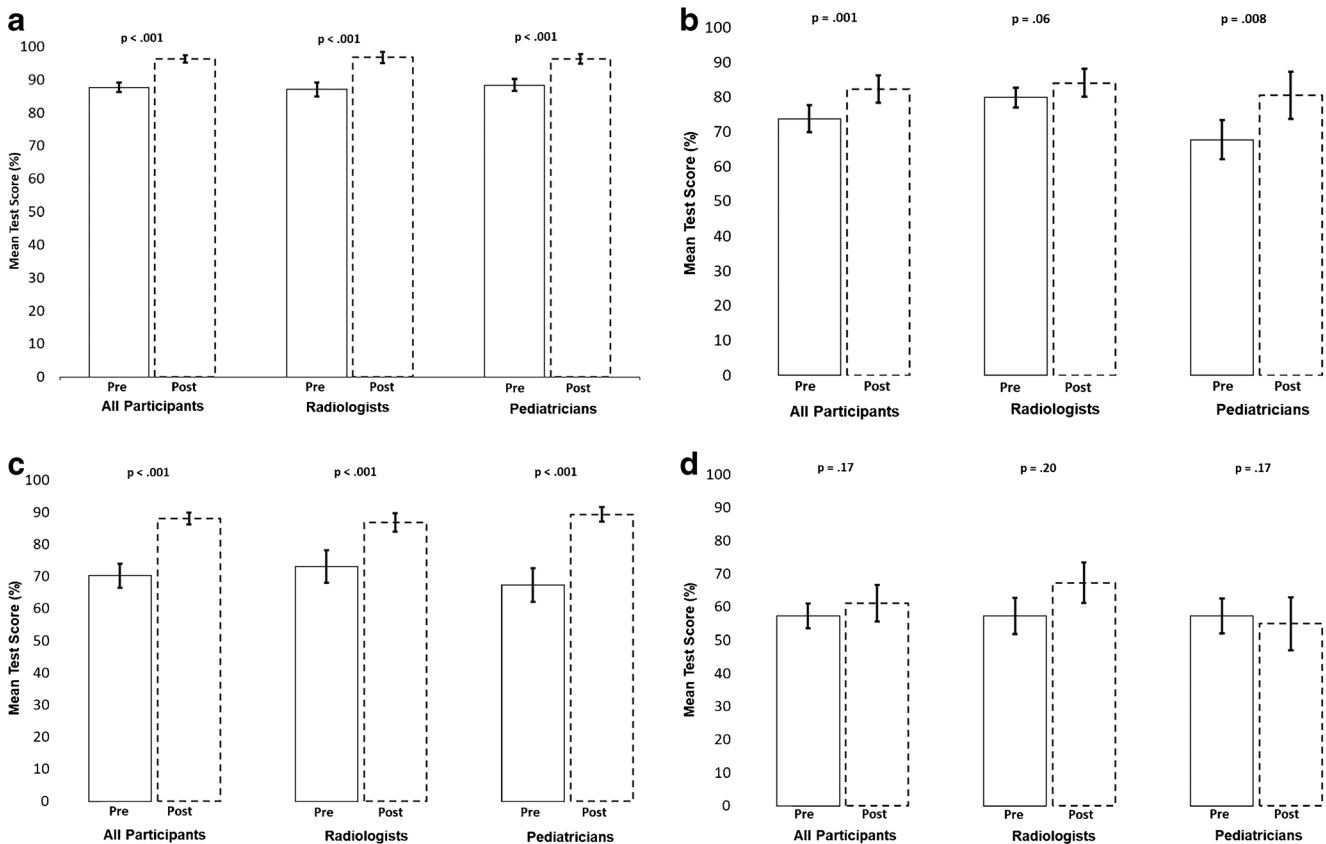 a
p < .001
p < .001
p < .001
Mean Test Score (%)
100
90
80
70
60
50
40
30
20
10
0
Pre Post Pre Post Pre Post
All Participants Radiologists Pediatricians
b
p = .001
p = .06
p = .008
Mean Test Score (%)
100
90
80
70
60
50
40
30
20
10
0
Pre Post Pre Post Pre Post
All Participants Radiologists Pediatricians
c
p < .001
p < .001
p < .001
Mean Test Score (%)
100
90
80
70
60
50
40
30
20
10
0
Pre Post Pre Post Pre Post
All Participants Radiologists Pediatricians
d
p = .17
p = .20
p = .17
Mean Test Score (%)
100
90
80
70
60
50
40
30
20
10
0
Pre Post Pre Post Pre Post
All Participants Radiologists Pediatricians